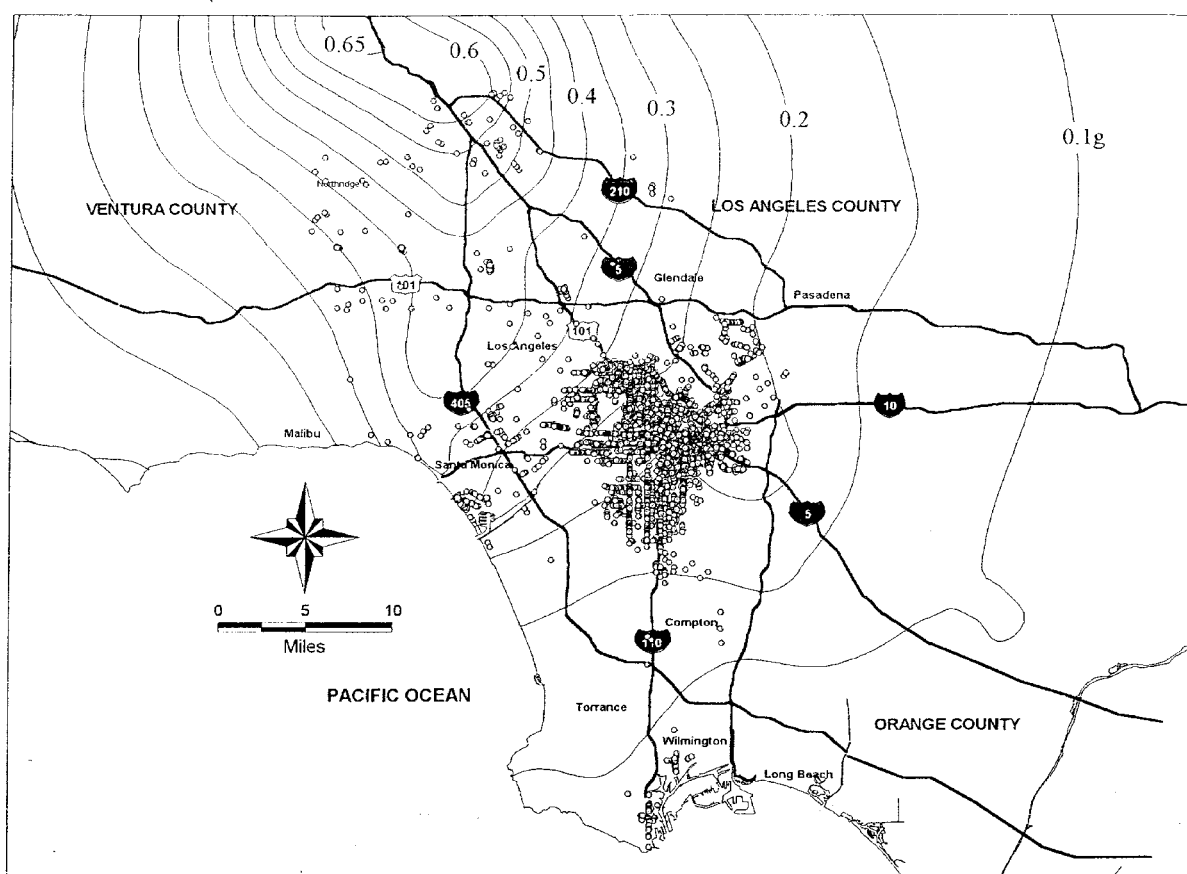 0.65
0.6
0.5
0.4
0.3
0.2
0.1g
Northridge
210
VENTURA COUNTY
LOS ANGELES COUNTY
5
Glendale
101
Pasadena
101
Los Angeles
405
10
Malibu
Santa Monica
5
0 5 10
Miles
Compton
110
PACIFIC OCEAN
Torrance
ORANGE COUNTY
Wilmington
Long Beach